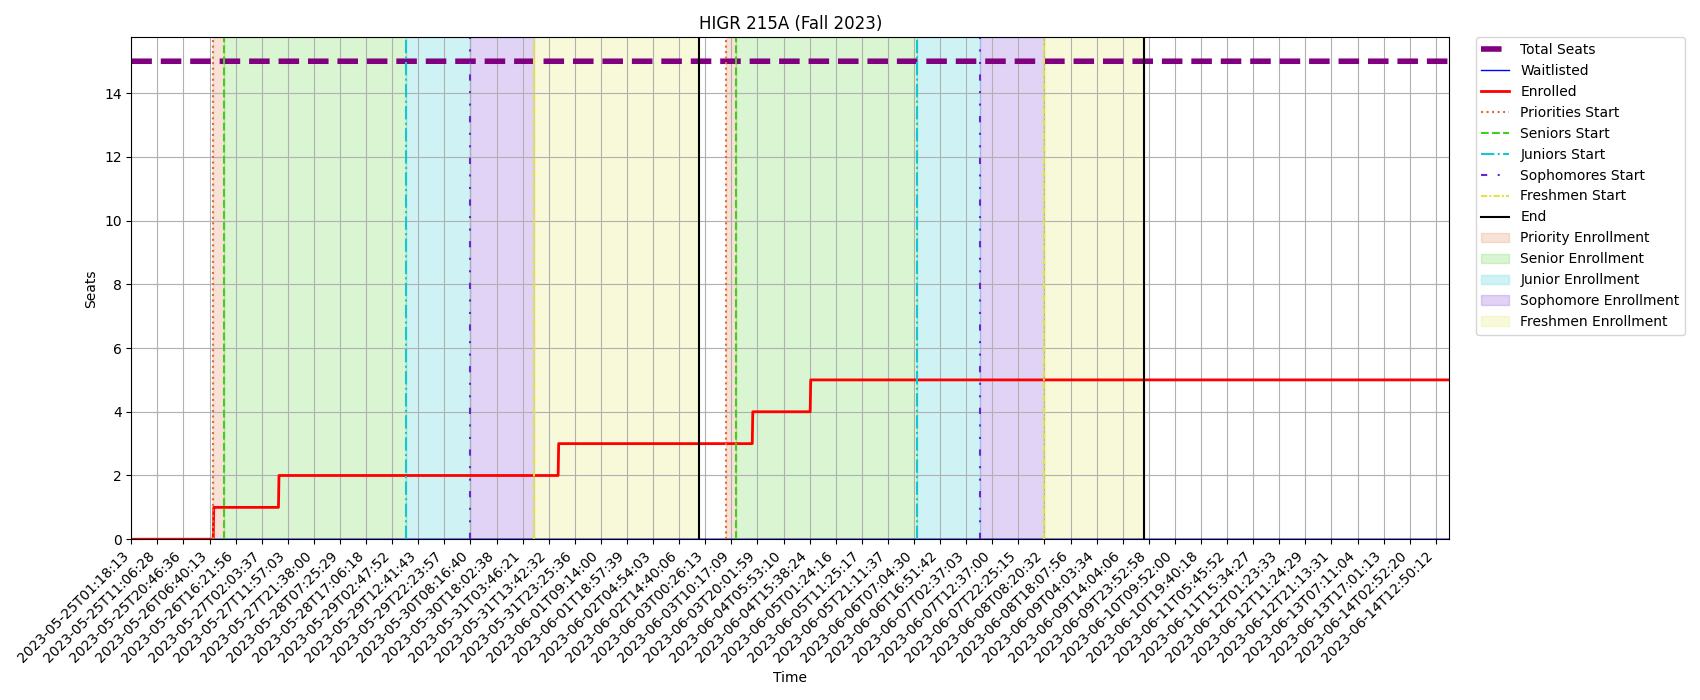 HIGR 215A (Fall 2023)
Seats
14
12
10
8
6
4
2
0
2023-05-25T01:18:13
2023-05-25T11:06:28
2023-05-25T20:46:36
2023-05-26T06:40:13
2023-05-26T16:21:56
2023-05-27T02:03:37
2023-05-27T11:57:03
2023-05-27T21:38:00
2023-05-28T07:25:29
2023-05-28T17:06:18
2023-05-29T02:47:52
2023-05-29T12:41:43
2023-05-29T22:23:57
2023-05-30T08:16:40
2023-05-30T18:02:38
2023-05-31T03:46:21
2023-05-31T13:42:32
2023-05-31T23:25:36
2023-06-01T09:14:00
2023-06-01T18:57:39
2023-06-02T04:54:03
2023-06-02T14:40:06
2023-06-03T00:26:13
2023-06-03T10:17:09
2023-06-03T20:01:59
2023-06-04T05:53:10
2023-06-04T15:38:24
2023-06-05T01:24:16
2023-06-05T11:25:17
2023-06-05T21:11:37
2023-06-06T07:04:30
2023-06-06T16:51:42
2023-06-07T02:37:03
2023-06-07T12:37:00
2023-06-07T22:25:15
2023-06-08T08:20:32
2023-06-08T18:07:56
2023-06-09T04:03:34
2023-06-09T14:04:06
2023-06-09T23:52:58
2023-06-10T09:52:00
2023-06-10T19:40:18
2023-06-11T05:45:52
2023-06-11T15:34:27
2023-06-12T01:23:33
2023-06-12T11:24:29
2023-06-12T21:13:31
2023-06-13T07:11:04
2023-06-13T17:01:13
2023-06-14T02:52:20
2023-06-14T12:50:12
Time
Total Seats
Waitlisted
Enrolled
Priorities Start
Seniors Start
Juniors Start
Sophomores Start
Freshmen Start
End
Priority Enrollment
Senior Enrollment
Junior Enrollment
Sophomore Enrollment
Freshmen Enrollment